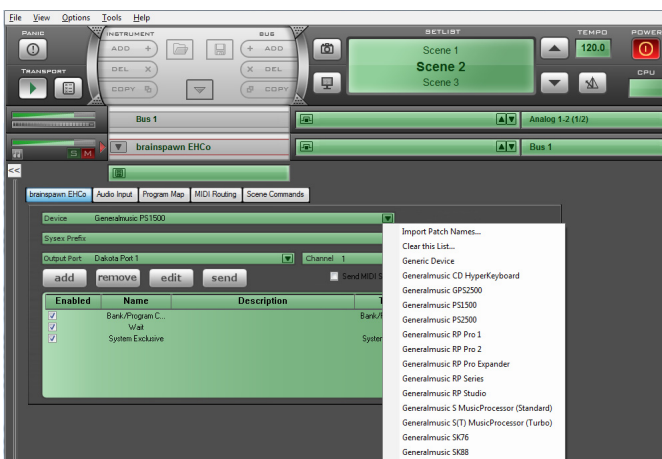 File View Options Tools Help
PANIC
INSTRUMENT
BUS
SETLIST
TEMPO
POWER
ADD +
+ ADD
Scene 1
120.0
DEL X
X DEL
Scene 2
TRANSPORT
CPU
COPY
COPY
Scene 3
Bus 1
Analog 1-2 (1/2)
S M
brainspawn EHCo
Bus 1
<<
brainspawn EHCo Audio Input Program Map MIDI Routing Scene Commands
Device Generalmusic PS1500
Sysex Prefix
Output Port Dakota Port 1 Channel 1
add remove edit send
Send MIDI S
Enabled Name Description T
Bank/Program C... Bank/F
Wait
System Exclusive System
Import Patch Names...
Clear this List...
Generic Device
Generalmusic CD HyperKeyboard
Generalmusic GPS2500
Generalmusic PS1500
Generalmusic PS2500
Generalmusic RP Pro 1
Generalmusic RP Pro 2
Generalmusic RP Pro Expander
Generalmusic RP Series
Generalmusic RP Studio
Generalmusic S MusicProcessor (Standard)
Generalmusic S(T) MusicProcessor (Turbo)
Generalmusic SK76
Generalmusic SK88